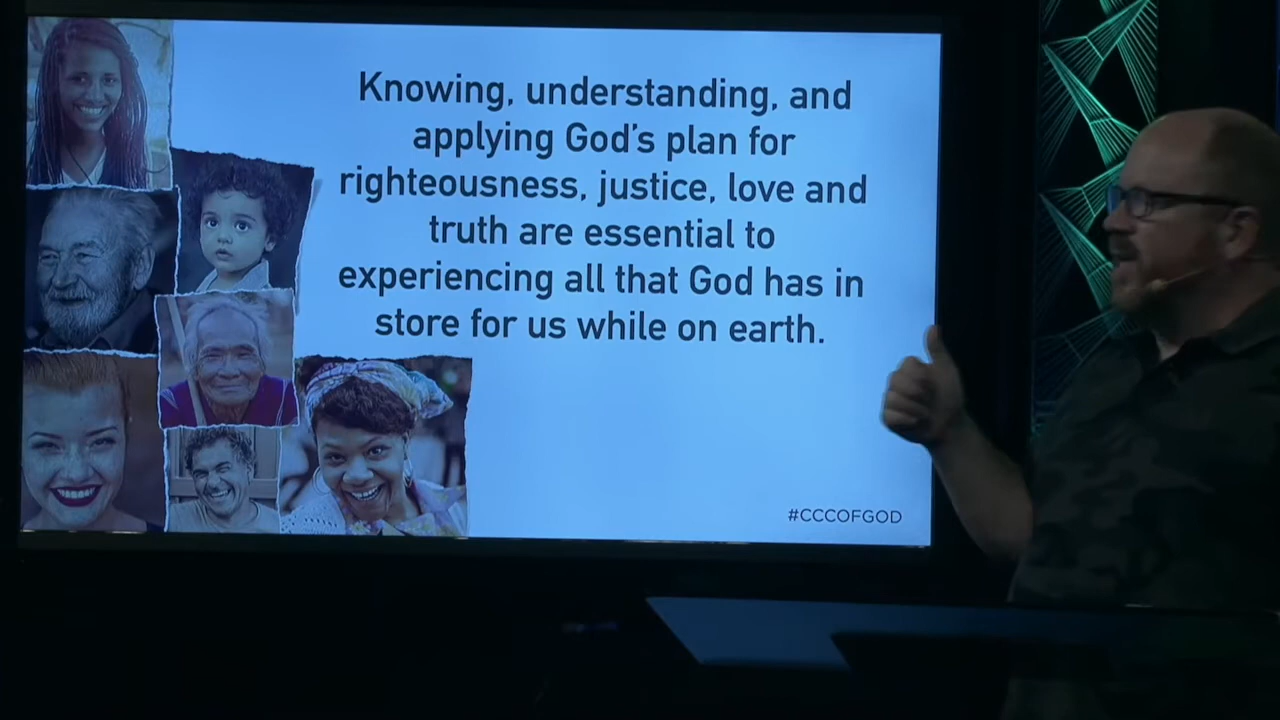 Knowing, understanding, and
applying God's plan for
righteousness, justice, love and
truth are essential to
experiencing all that God has in
store for us while on earth.
#CCCOFGOD